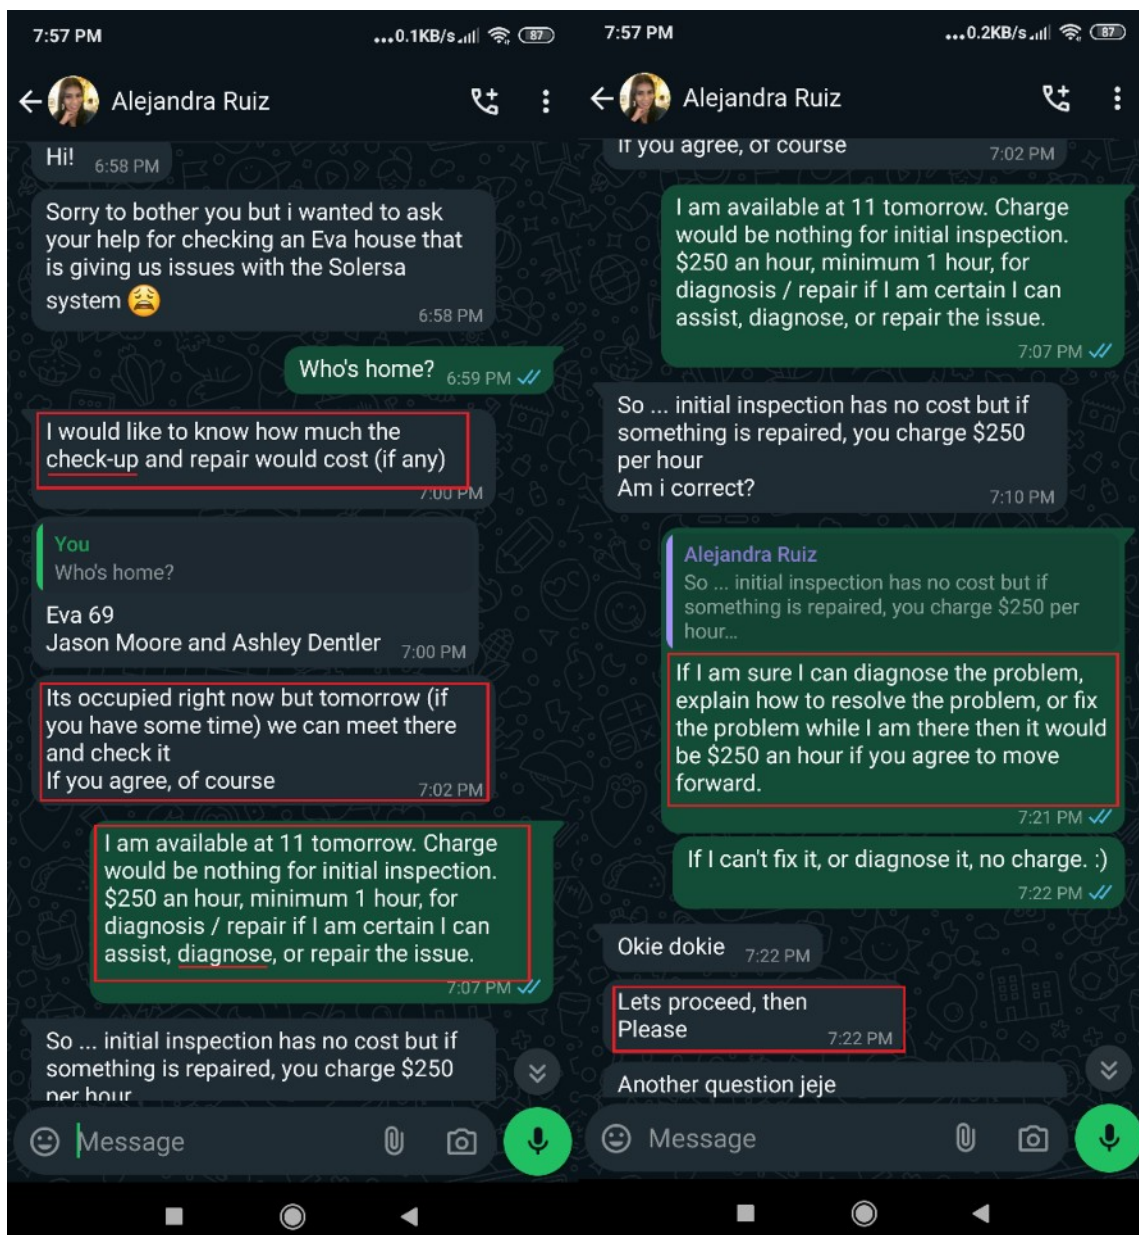 7:57 PM
...0.1KB/s
87
Alejandra Ruiz
Hi! 6:58 PM
Sorry to bother you but i wanted to ask
your help for checking an Eva house that
is giving us issues with the Solersa
system 😩
6:58 PM
Who's home? 6:59 PM
I would like to know how much the
check-up and repair would cost (if any)
7:00 PM
You
Who's home?
Eva 69
Jason Moore and Ashley Dentler 7:00 PM
Its occupied right now but tomorrow (if
you have some time) we can meet there
and check it
If you agree, of course
7:02 PM
I am available at 11 tomorrow. Charge
would be nothing for initial inspection.
$250 an hour, minimum 1 hour, for
diagnosis / repair if I am certain I can
assist, diagnose, or repair the issue.
7:07 PM
So ... initial inspection has no cost but if
something is repaired, you charge $250
per hour
Message
7:57 PM
...0.2KB/s
87
Alejandra Ruiz
If you agree, of course
7:02 PM
I am available at 11 tomorrow. Charge
would be nothing for initial inspection.
$250 an hour, minimum 1 hour, for
diagnosis / repair if I am certain I can
assist, diagnose, or repair the issue.
7:07 PM
So ... initial inspection has no cost but if
something is repaired, you charge $250
per hour
Am i correct?
7:10 PM
Alejandra Ruiz
So ... initial inspection has no cost but if
something is repaired, you charge $250 per
hour...
If I am sure I can diagnose the problem,
explain how to resolve the problem, or fix
the problem while I am there then it would
be $250 an hour if you agree to move
forward.
7:21 PM
If I can't fix it, or diagnose it, no charge. :)
7:22 PM
Okie dokie 7:22 PM
Lets proceed, then
Please
7:22 PM
Another question jeje
Message